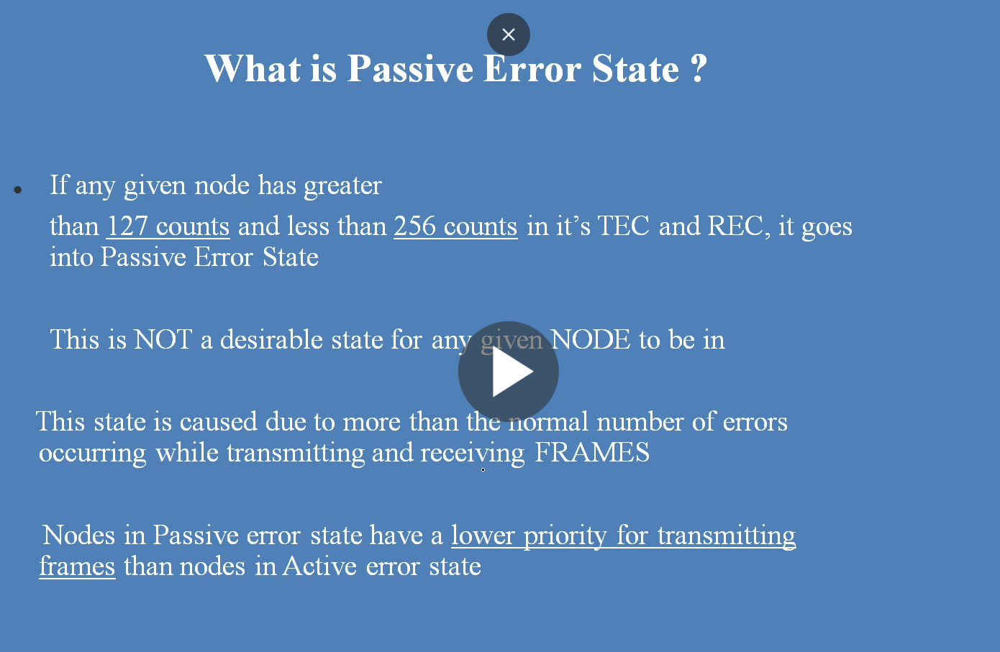 What is Passive Error State ?
• If any given node has greater
than 127 counts and less than 256 counts in it’s TEC and REC, it goes
into Passive Error State
This is NOT a desirable state for any given NODE to be in
This state is caused due to more than the normal number of errors
occurring while transmitting and receiving FRAMES
Nodes in Passive error state have a lower priority for transmitting
frames than nodes in Active error state